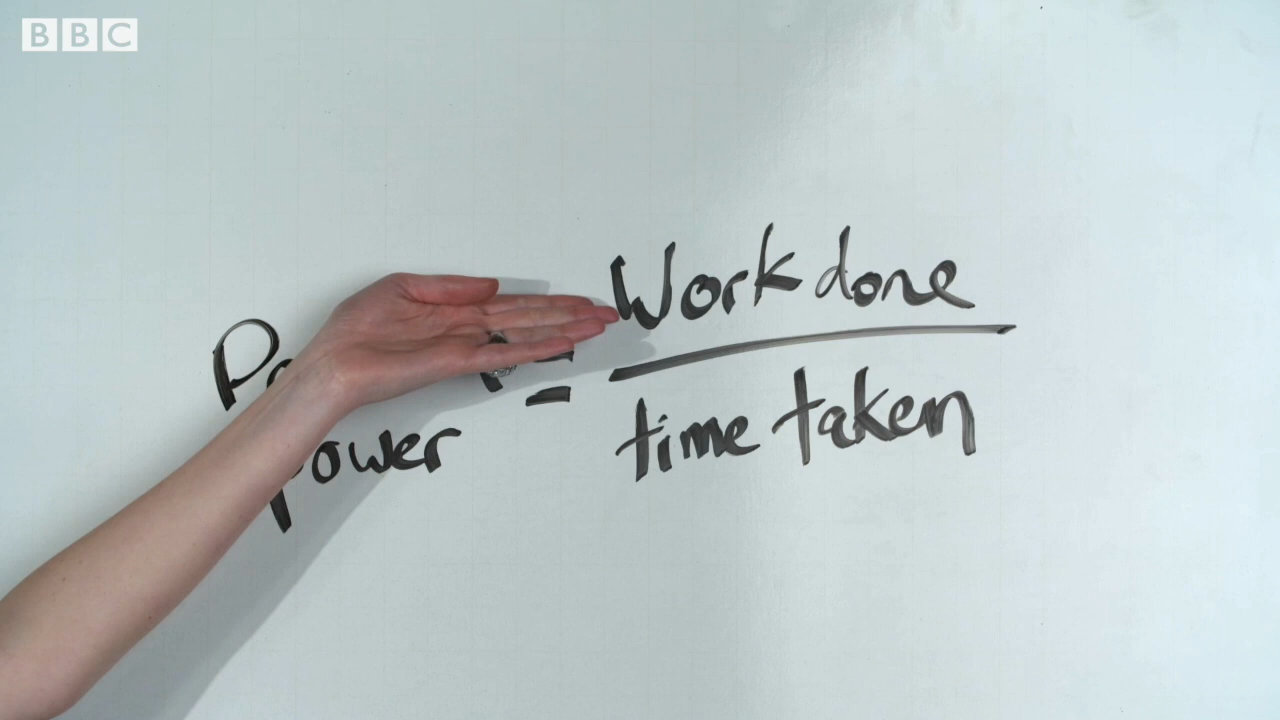 BBC
Work done
power =
time taken